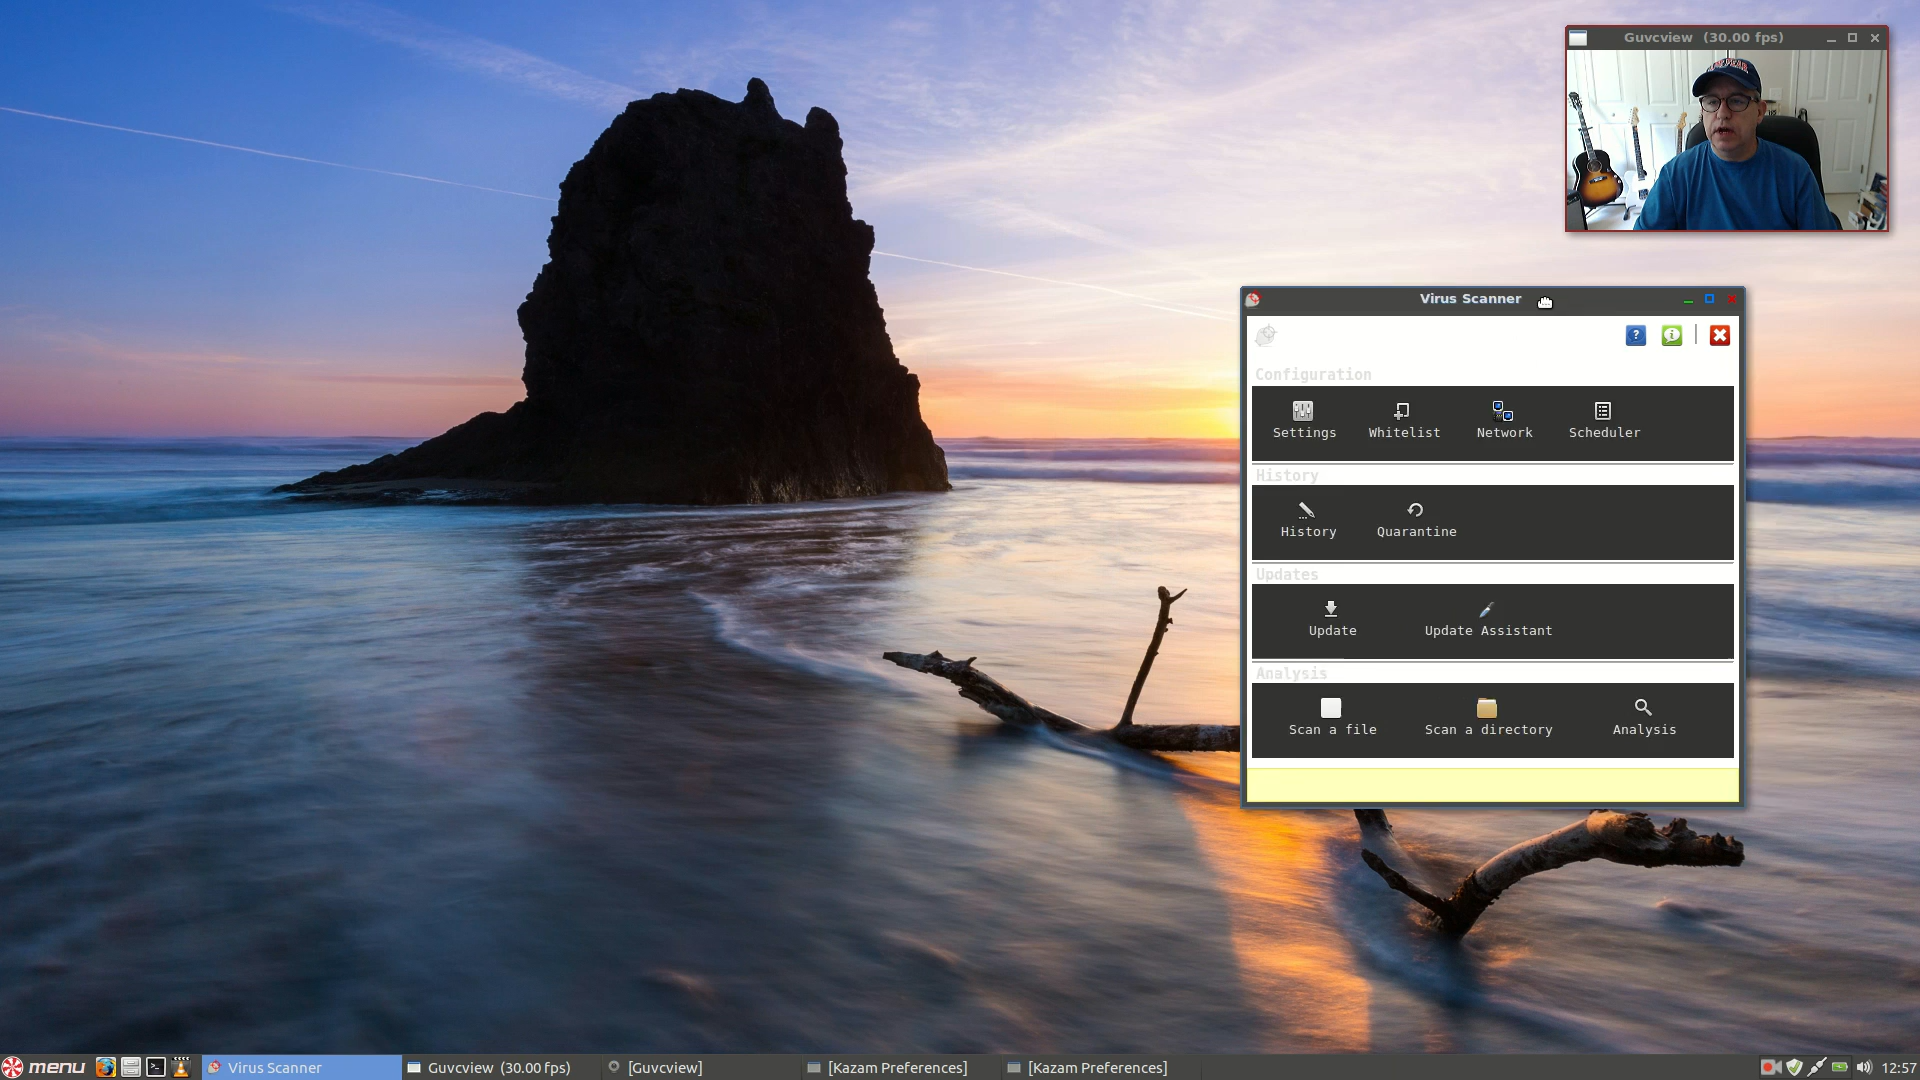 Guvcview (30.00 fps)
Virus Scanner
Configuration
Settings Whitelist Network Scheduler
History
History Quarantine
Updates
Update Update Assistant
Analysis
Scan a file Scan a directory Analysis
menu Virus Scanner Guvcview (30.00 fps) [Guvcview] [Kazam Preferences] [Kazam Preferences] 12:57